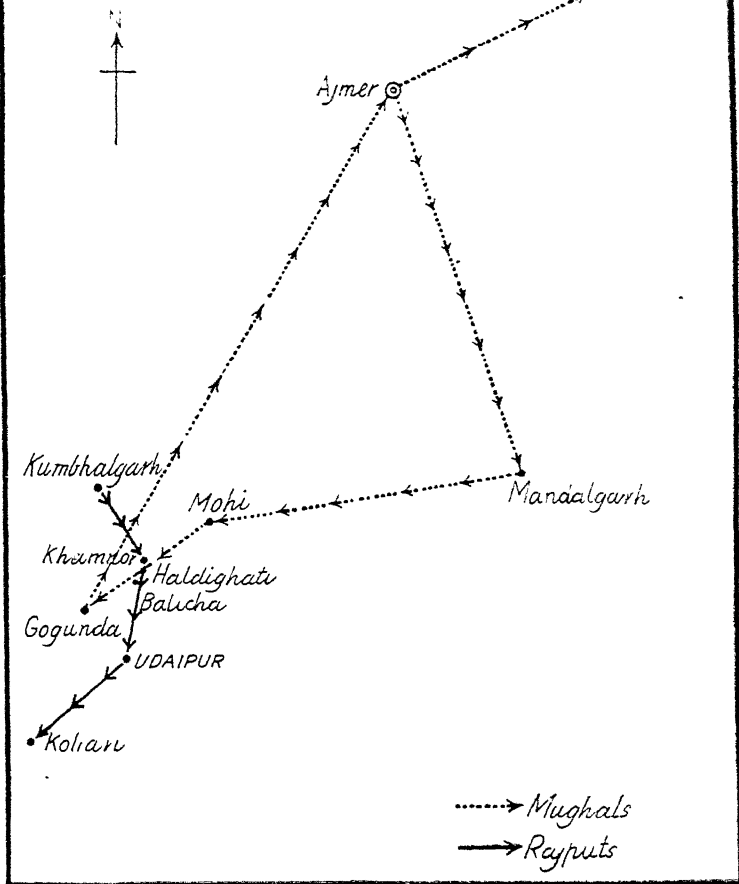 N
Ajmer
Kumbhalgarh
Mohi
Mandalgarh
Khamnor
Haldighati
Balicha
Gogunda
UDAIPUR
Kolian
Mughals
Rajputs